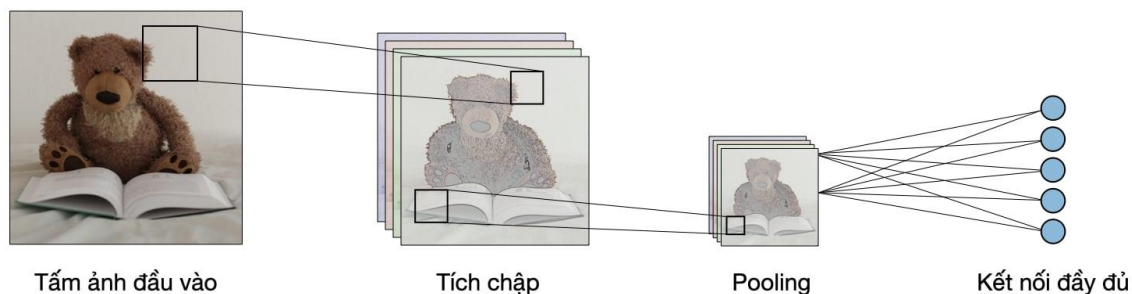 Tấm ảnh đầu vào
Tích chập
Pooling
Kết nối đầy đủ